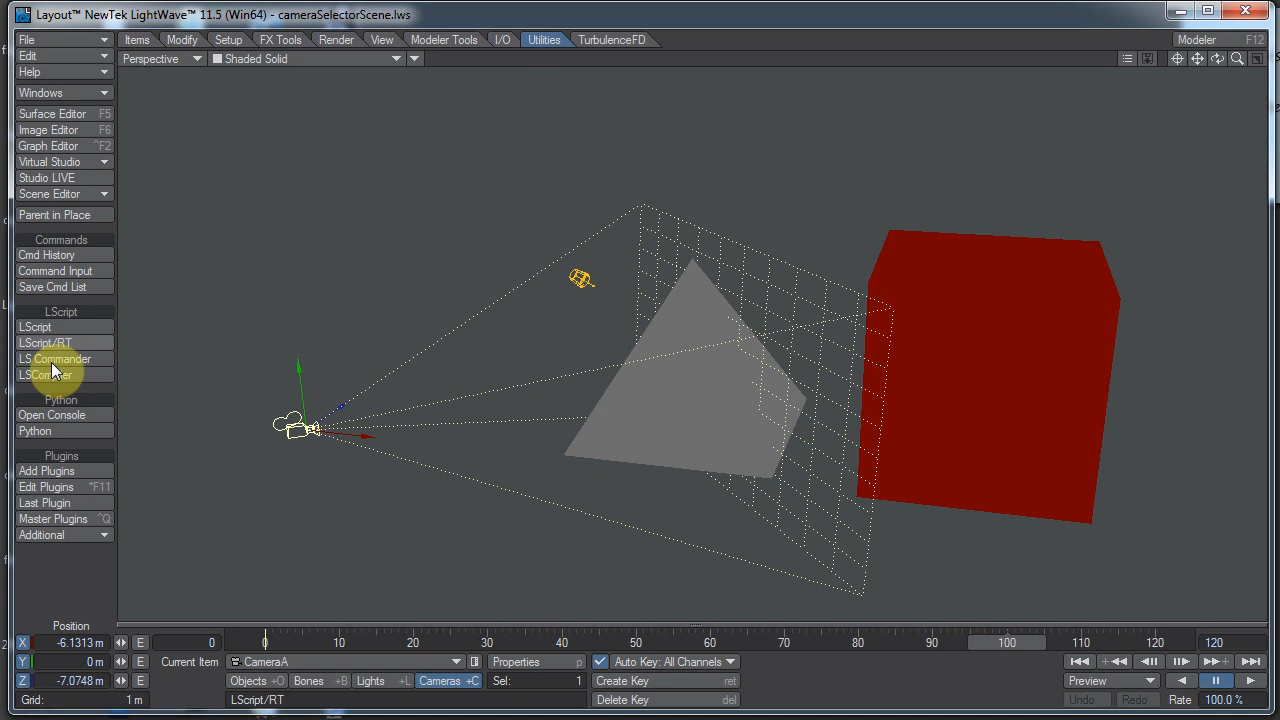 Layout™ NewTek LightWave™ 11.5 (Win64) - cameraSelectorScene.lws
File Items Modify Setup FX Tools Render View Modeler Tools I/O Utilities TurbulenceFD Modeler F12
Edit Perspective Shaded Solid
Help
Windows
Surface Editor F5
Image Editor F6
Graph Editor ^F2
Virtual Studio
Studio LIVE
Scene Editor
Parent in Place
Commands
Cmd History
Command Input
Save Cmd List
LScript
LScript
LScript/RT
LS Commander
Python
Open Console
Python
Plugins
Add Plugins
Edit Plugins ^F11
Last Plugin
Master Plugins ^Q
Additional
Position
X -6.1313 m E 0 0 10 20 30 40 50 60 70 80 90 100 110 120 120
Y 0 m E Current Item CameraA Properties p Auto Key: All Channels
Z -7.0748 m E Objects +O Bones +B Lights +L Cameras +C Sel: 1 Create Key ret Preview
Grid: 1 m LScript/RT Delete Key del Undo Redo Rate 100.0 %